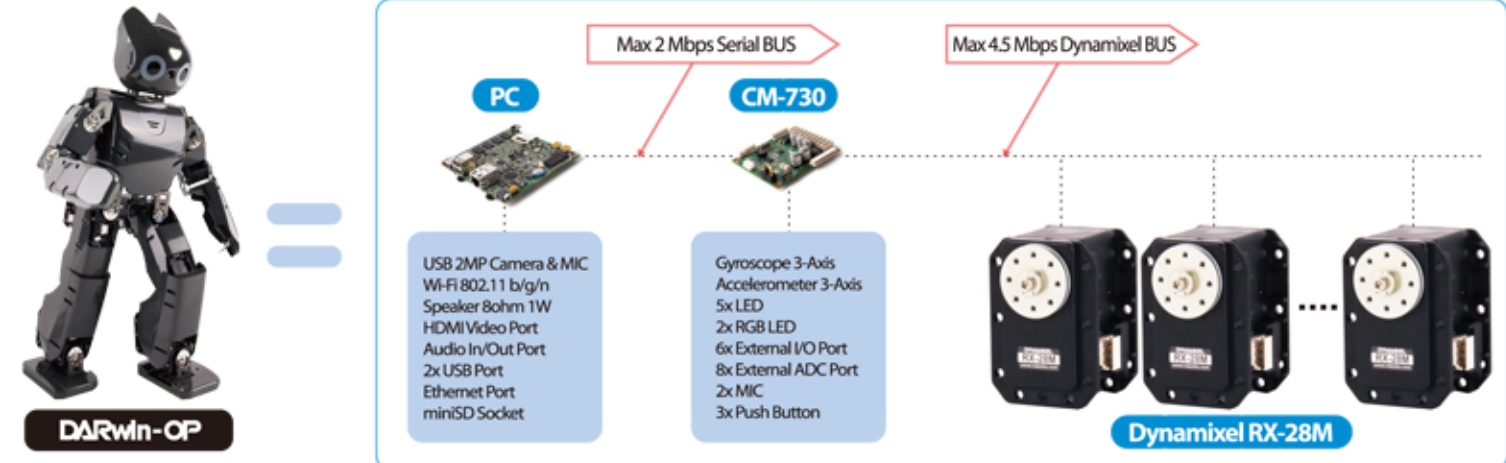 Max 2 Mbps Serial BUS
Max 4.5 Mbps Dynamixel BUS
PC
CM-730
USB 2MP Camera & MIC
Wi-Fi 802.11 b/g/n
Speaker 8ohm 1W
HDMI Video Port
Audio In/Out Port
2x USB Port
Ethernet Port
miniSD Socket
Gyroscope 3-Axis
Accelerometer 3-Axis
5x LED
2x RGB LED
6x External I/O Port
8x External ADC Port
2x MIC
3x Push Button
RX-28M
RX-28M
RX-28M
DARwIn-OP
Dynamixel RX-28M